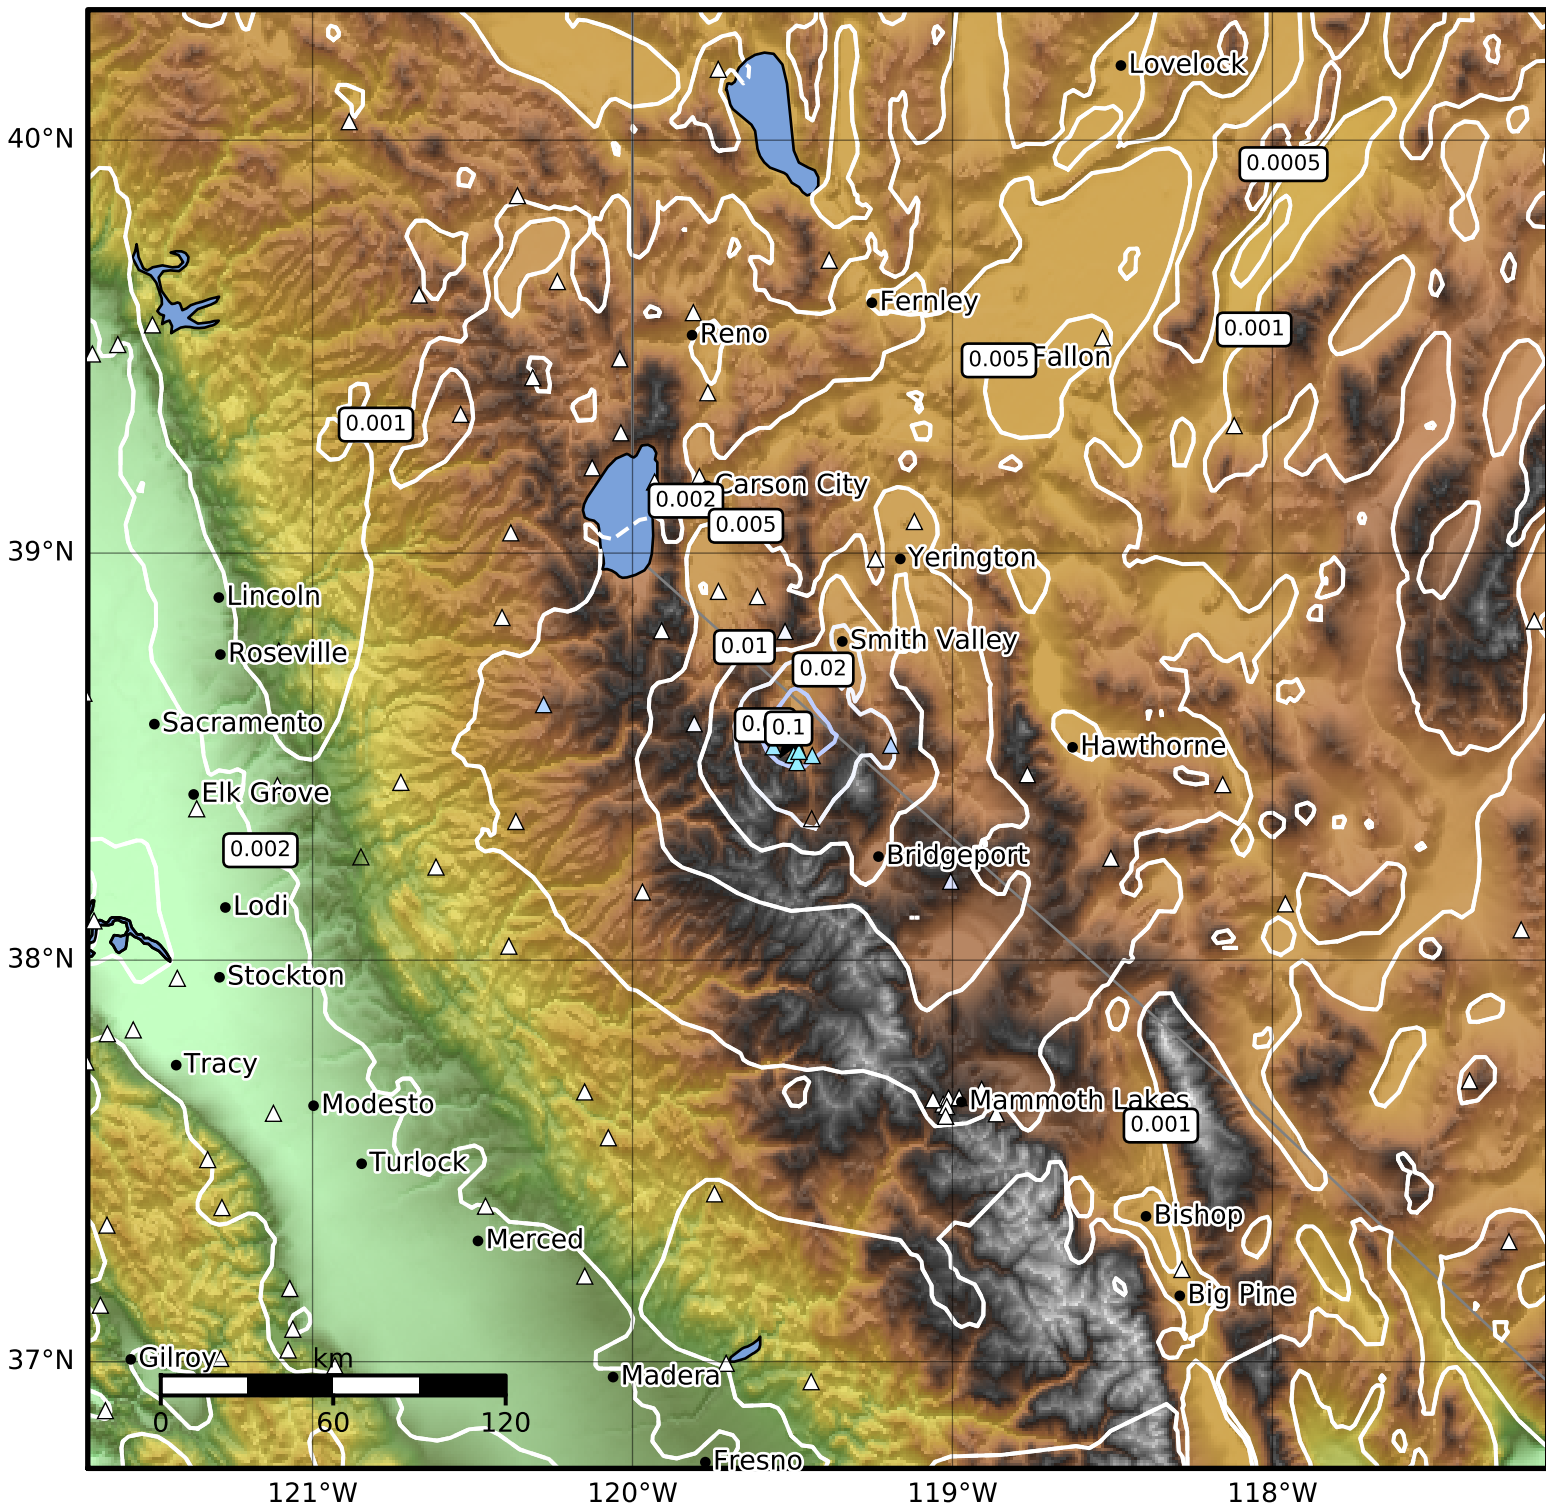 Lovelock
40°N
0.0005
Fernley
Reno
0.001
0.005
Fallon
0.001
Carson City
0.002
0.005
39°N
Yerington
Lincoln
Smith Valley
Roseville
0.01
0.02
Sacramento
0.1
Hawthorne
Elk Grove
0.002
Bridgeport
Lodi
38°N
Stockton
Tracy
Modesto
Mammoth Lakes
0.001
Turlock
Bishop
Merced
Big Pine
37°N
Gilroy
km
Madera
0 60 120
Fresno
121°W 120°W 119°W 118°W